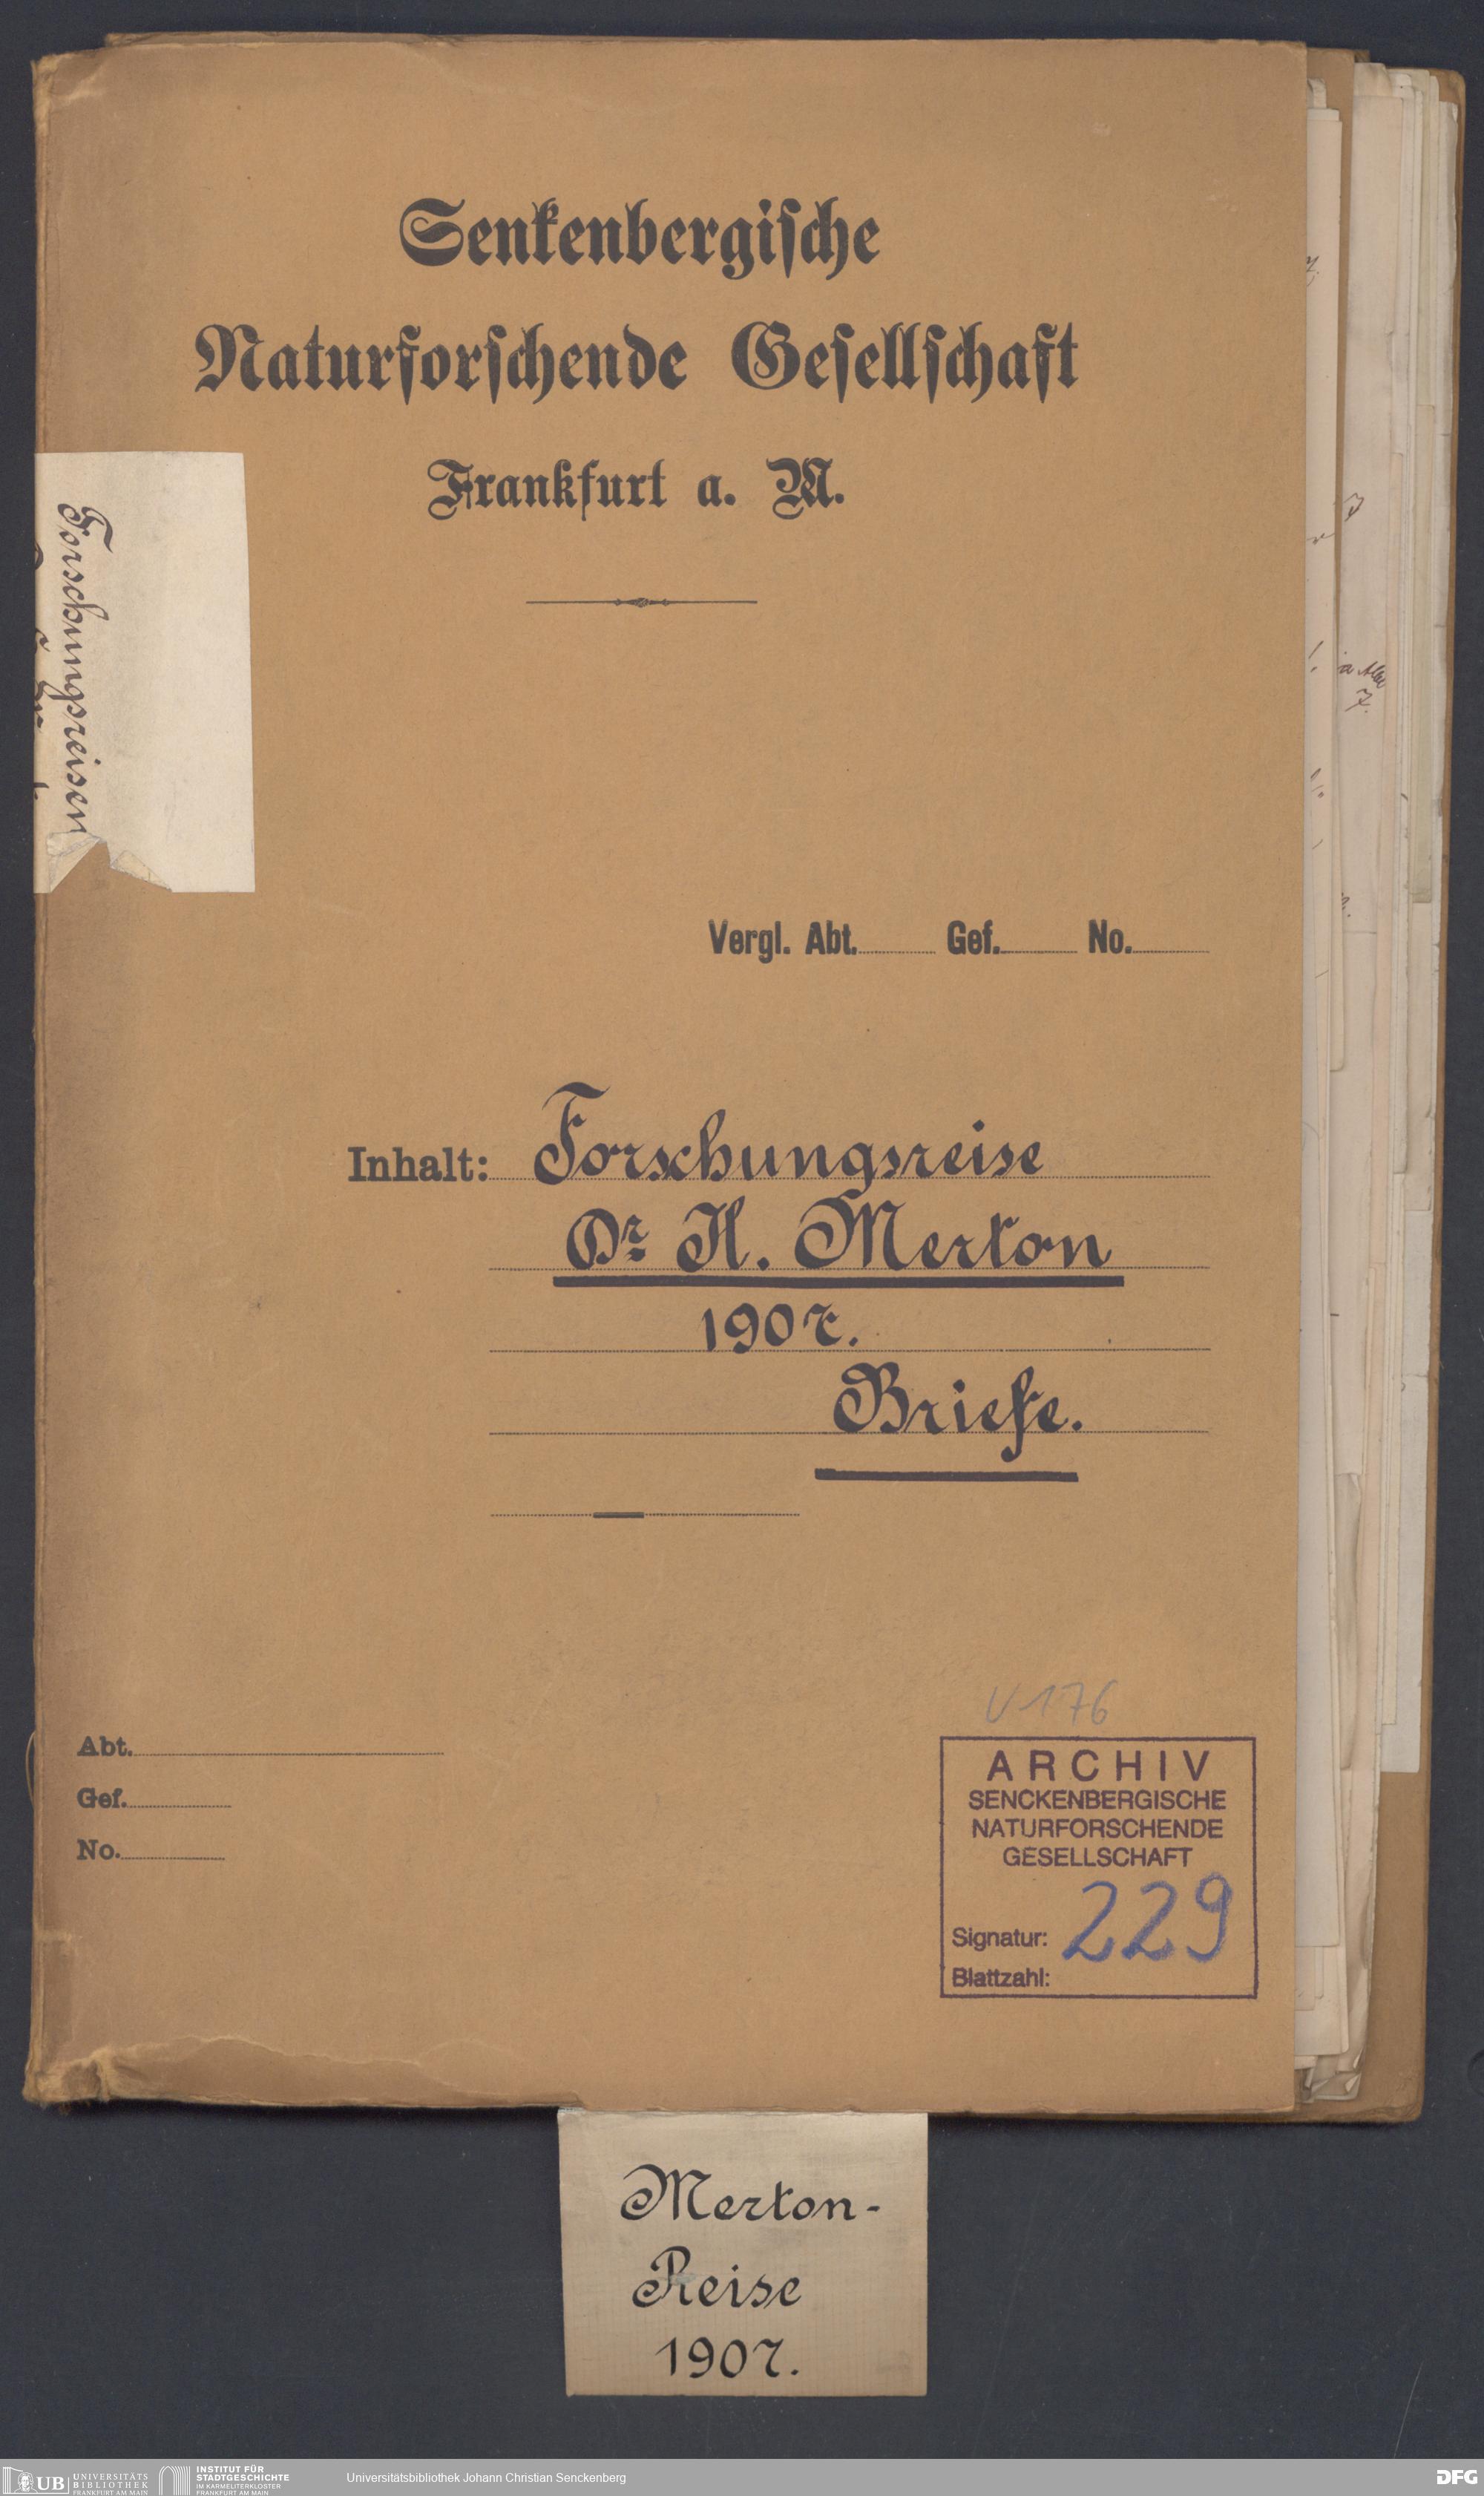 Senkenbergische
Naturforschende Gesellschaft
Frankfurt a. M.
Forschungsreisen
Vergl. Abt. Gef. No.
Inhalt: Forschungsreise
Dr H. Merton
1907.
Briefe.
V 176
Abt.
Gef.
No.
ARCHIV
SENCKENBERGISCHE
NATURFORSCHENDE
GESELLSCHAFT
Signatur: 229
Blattzahl:
Merton-
Reise
1907.
UB UNIVERSITÄTS
BIBLIOTHEK
FRANKFURT AM MAIN
INSTITUT FÜR
STADTGESCHICHTE
IM KARMELITERKLOSTER
FRANKFURT AM MAIN
Universitätsbibliothek Johann Christian Senckenberg
DFG